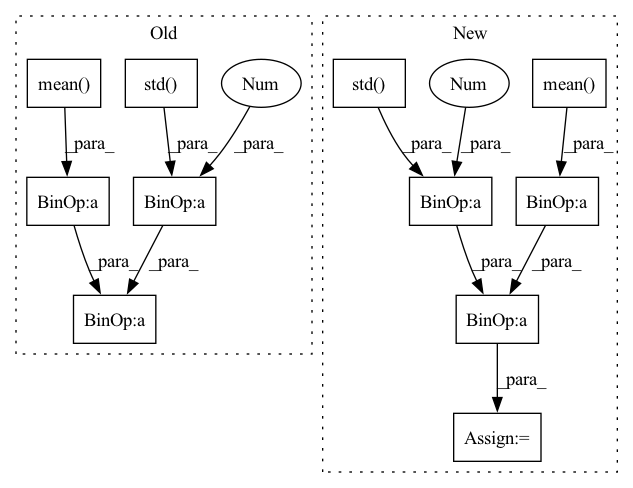 Old
New
mean()
std()
Num
std()
Num
mean()
_para_
_para_
_para_
_para_
_para_
_para_
BinOp:a
BinOp:a
BinOp:a
BinOp:a
_para_
_para_
_para_
_para_
BinOp:a
BinOp:a
_para_
Assign:=